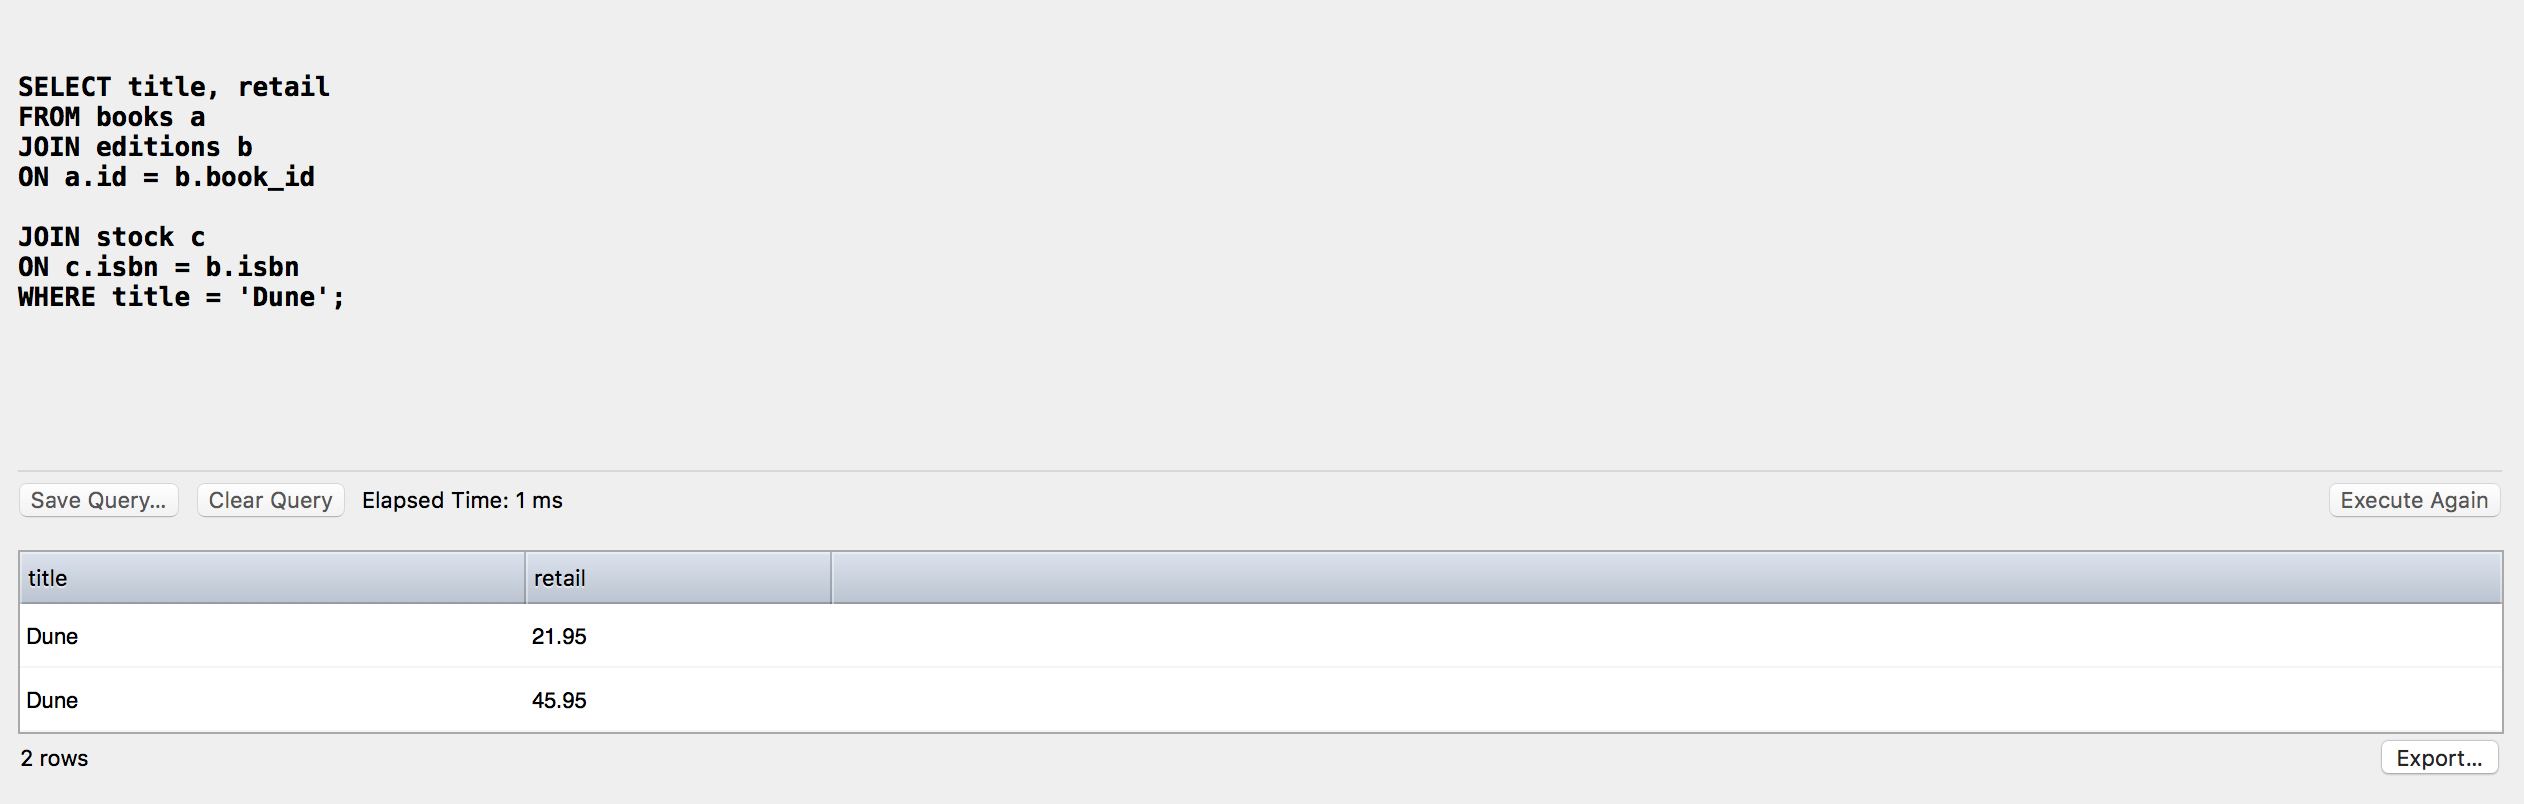 SELECT title, retail
FROM books a
JOIN editions b
ON a.id = b.book_id
JOIN stock c
ON c.isbn = b.isbn
WHERE title = 'Dune';
Save Query... Clear Query Elapsed Time: 1 ms Execute Again
title retail
Dune 21.95
Dune 45.95
2 rows Export...